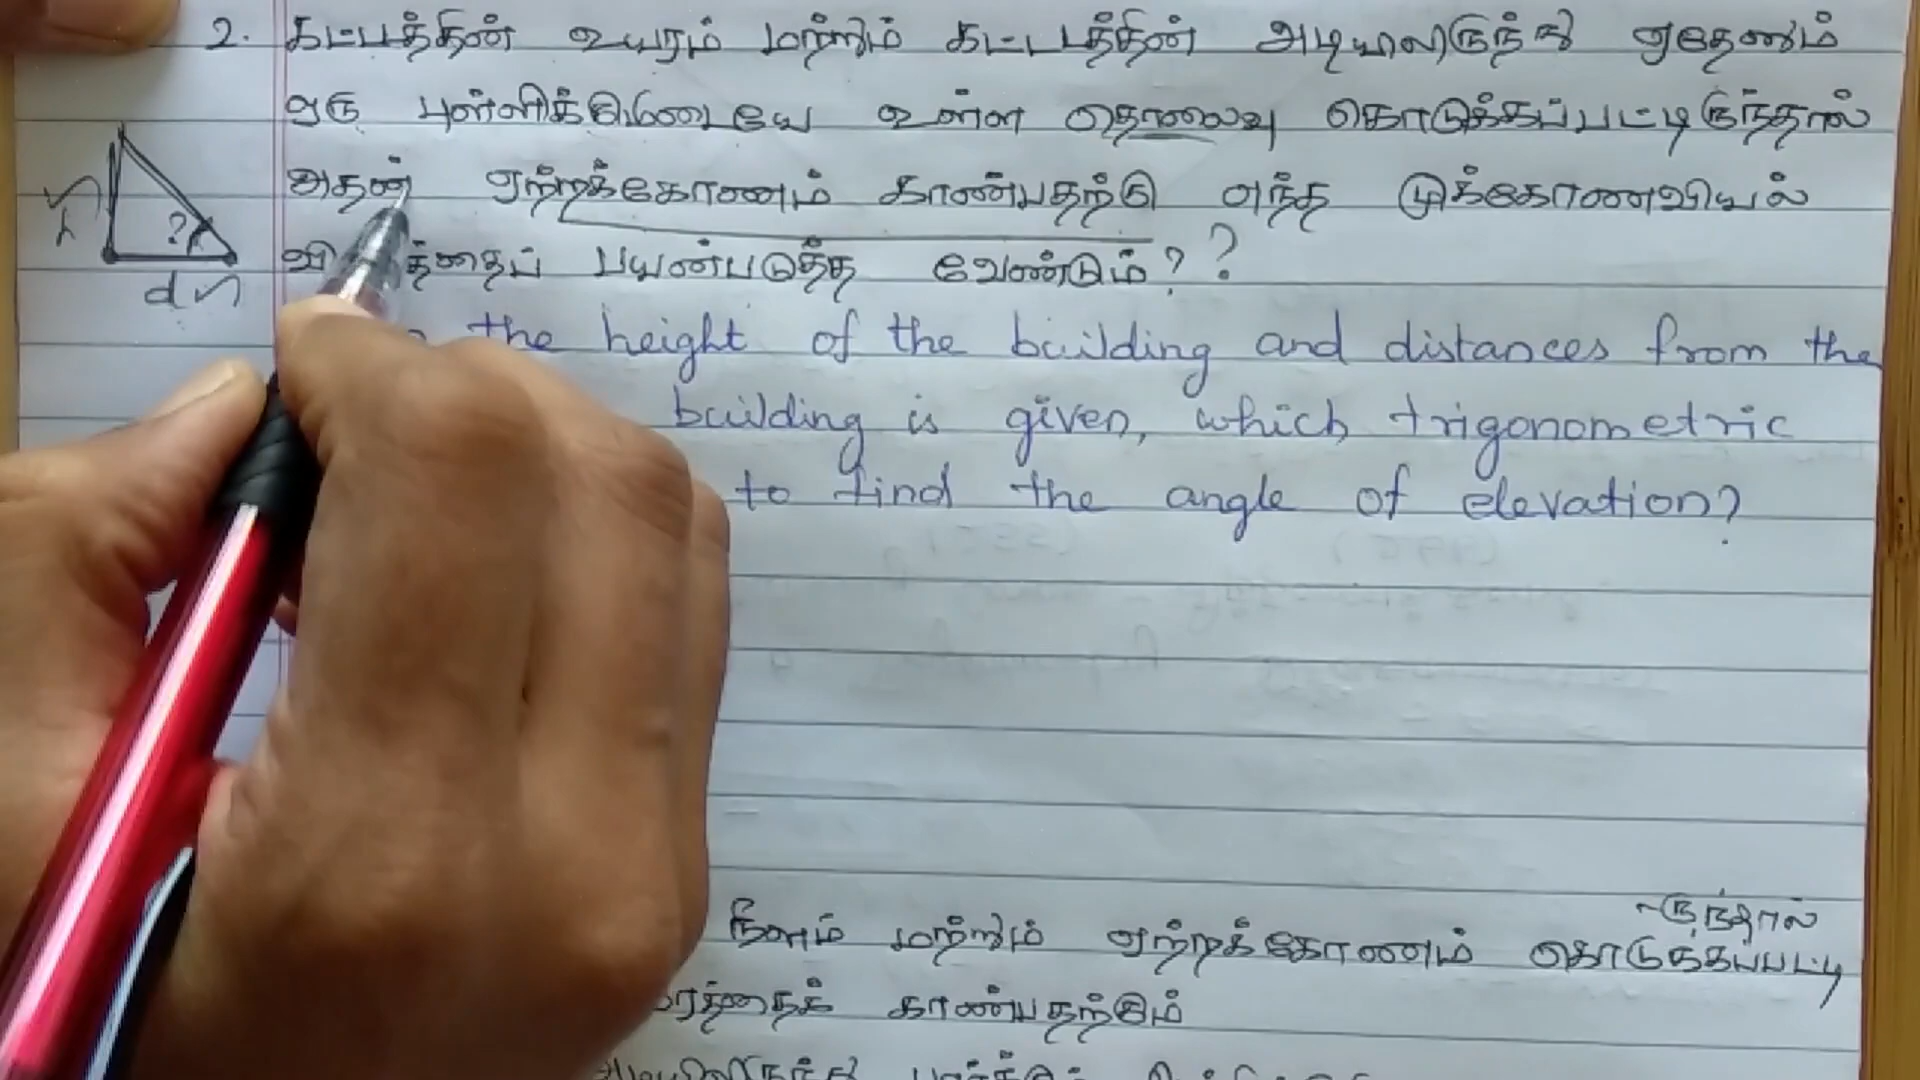 2. கட்டத்தின் உயரம் மற்றும் கட்டடத்தின் அடியிலிருந்து ஏதேனும்
ஒரு புள்ளிக்கிடையே உள்ள தொலைவு கொடுக்கப்பட்டிருந்தால்
அதன் ஏற்றக்கோணம் காண்பதற்கு எந்த முக்கோணவியல்
பயன்படுத்த வேண்டும்? ?
?
h
d
the height of the building and distances from the
building is given, which trigonometric
to find the angle of elevation?
~ருந்தால்
நீளம் மற்றும் ஏற்றக்கோணம் கொடுக்கப்பட்டி
காண்பதற்கும்